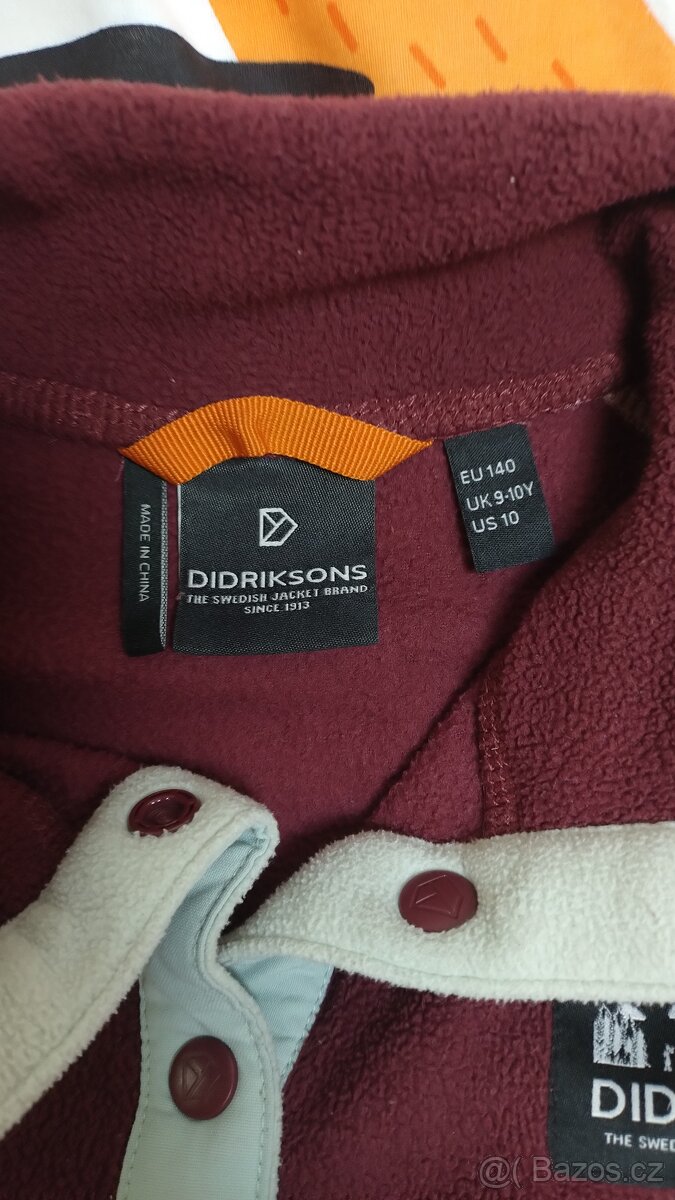 EU 140
UK 9-10Y
US 10
MADE IN CHINA
DIDRIKSONS
THE SWEDISH JACKET BRAND
SINCE 1913
DID
THE SWED
@( Bazos.cz